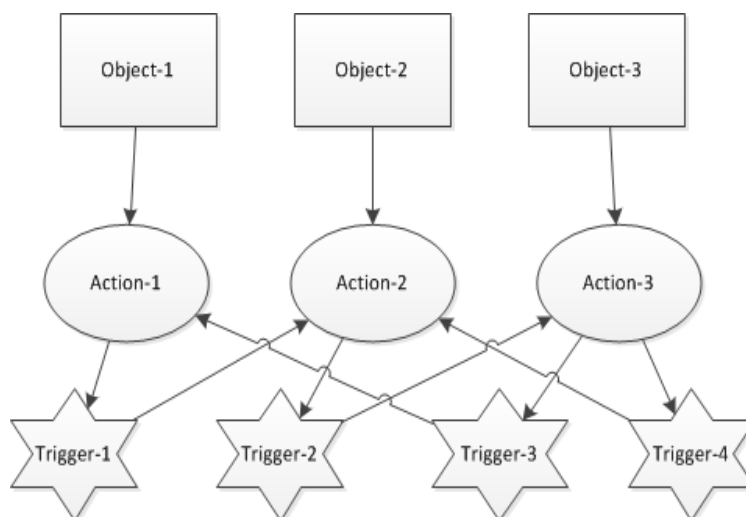 Object-1
Object-2
Object-3
Action-1
Action-2
Action-3
Trigger-1
Trigger-2
Trigger-3
Trigger-4